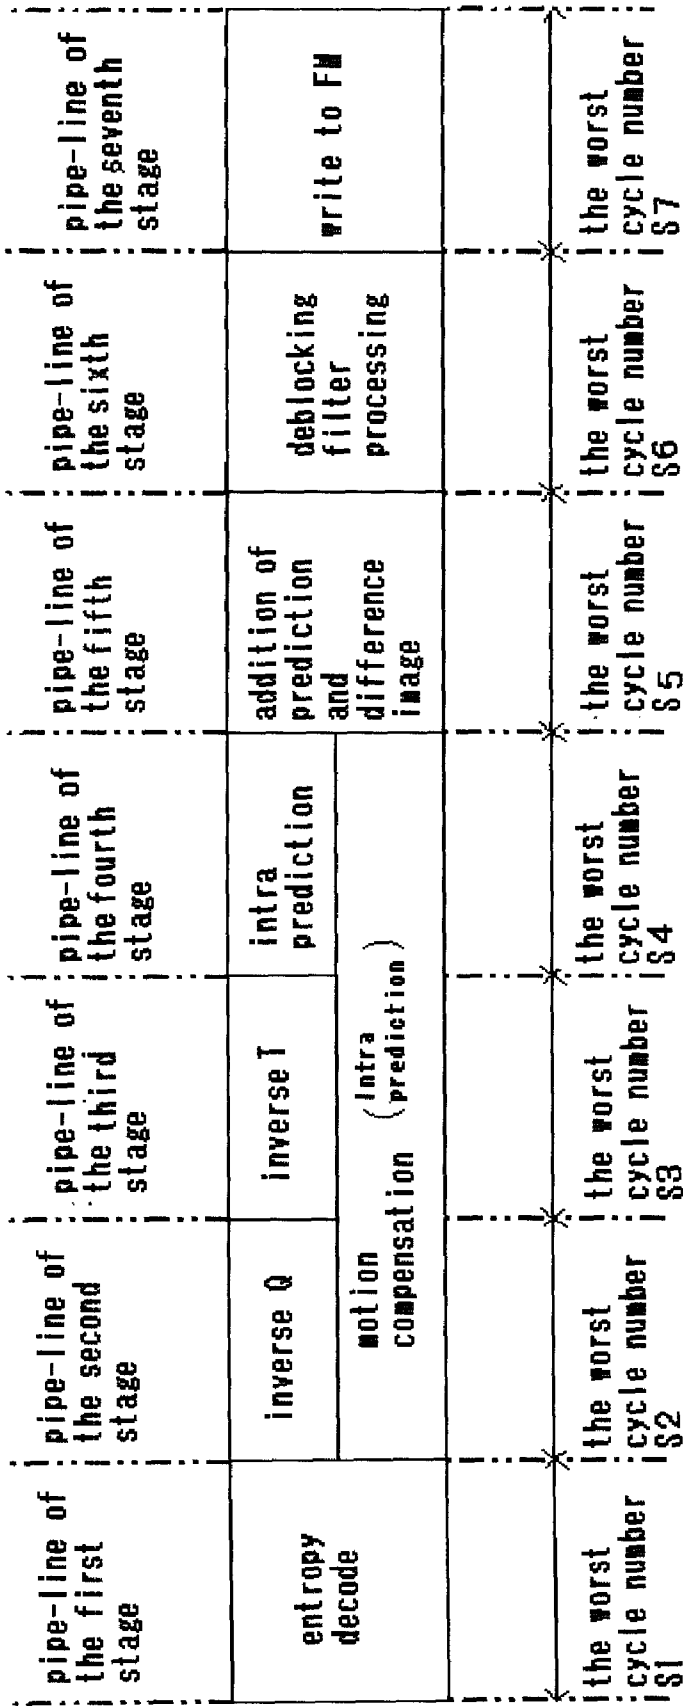 pipe-line of
the first
stage
pipe-line of
the second
stage
pipe-line of
the third
stage
pipe-line of
the fourth
stage
pipe-line of
the fifth
stage
pipe-line of
the sixth
stage
pipe-line of
the seventh
stage
entropy
decode
inverse Q
inverse T
intra
prediction
motion
compensation
(Intra
prediction)
addition of
prediction
and
difference
image
deblocking
filter
processing
write to FM
the worst
cycle number
S1
the worst
cycle number
S2
the worst
cycle number
S3
the worst
cycle number
S4
the worst
cycle number
S5
the worst
cycle number
S6
the worst
cycle number
S7